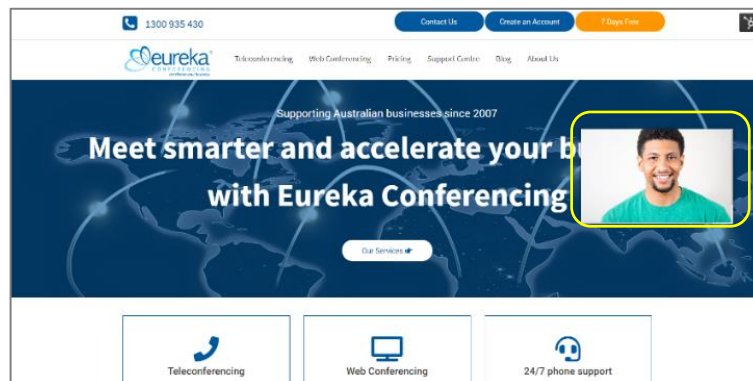 1300 935 430
Contact Us
Create an Account
7 Days Free
eureka
CONFERENCING
Teleconferencing
Web Conferencing
Pricing
Support Centre
Blog
About Us
Supporting Australian businesses since 2007
Meet smarter and accelerate your b
with Eureka Conferencing
Our Services
Teleconferencing
Web Conferencing
24/7 phone support